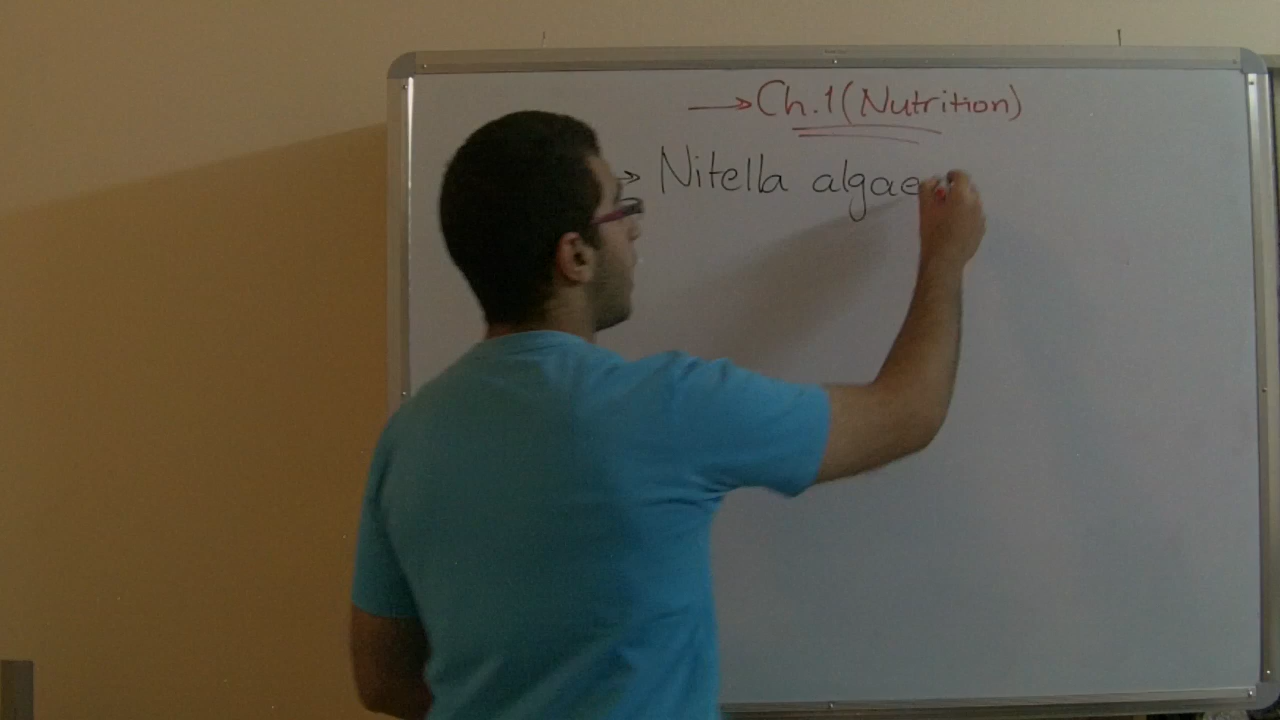 → Ch.1 (Nutrition)
→ Nitella algae